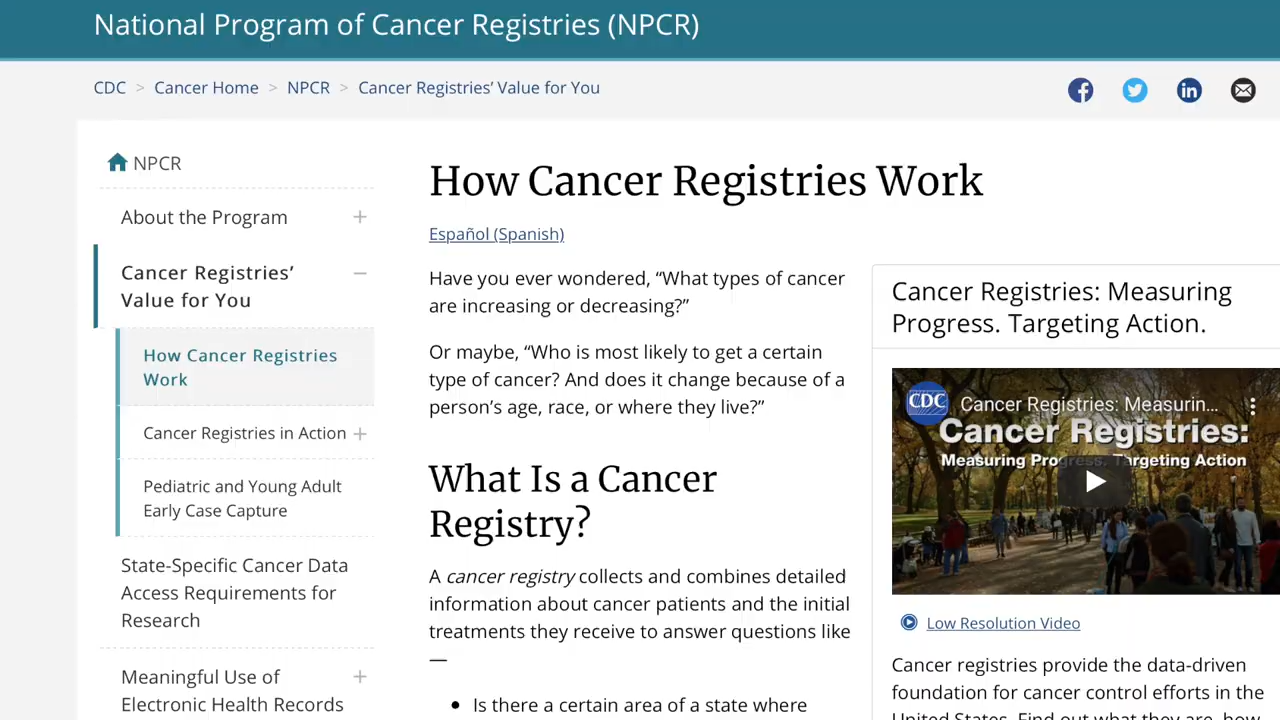 National Program of Cancer Registries (NPCR)
CDC > Cancer Home > NPCR > Cancer Registries’ Value for You
NPCR
About the Program
Cancer Registries’
Value for You
How Cancer Registries
Work
Cancer Registries in Action
Pediatric and Young Adult
Early Case Capture
State-Specific Cancer Data
Access Requirements for
Research
Meaningful Use of
Electronic Health Records
How Cancer Registries Work
Español (Spanish)
Have you ever wondered, “What types of cancer
are increasing or decreasing?”
Or maybe, “Who is most likely to get a certain
type of cancer? And does it change because of a
person’s age, race, or where they live?”
What Is a Cancer
Registry?
A cancer registry collects and combines detailed
information about cancer patients and the initial
treatments they receive to answer questions like
—
• Is there a certain area of a state where
Cancer Registries: Measuring
Progress. Targeting Action.
CDC
Cancer Registries: Measurin...
Cancer Registries:
Measuring Progress. Targeting Action
Low Resolution Video
Cancer registries provide the data-driven
foundation for cancer control efforts in the
United States. Find out what they are, how